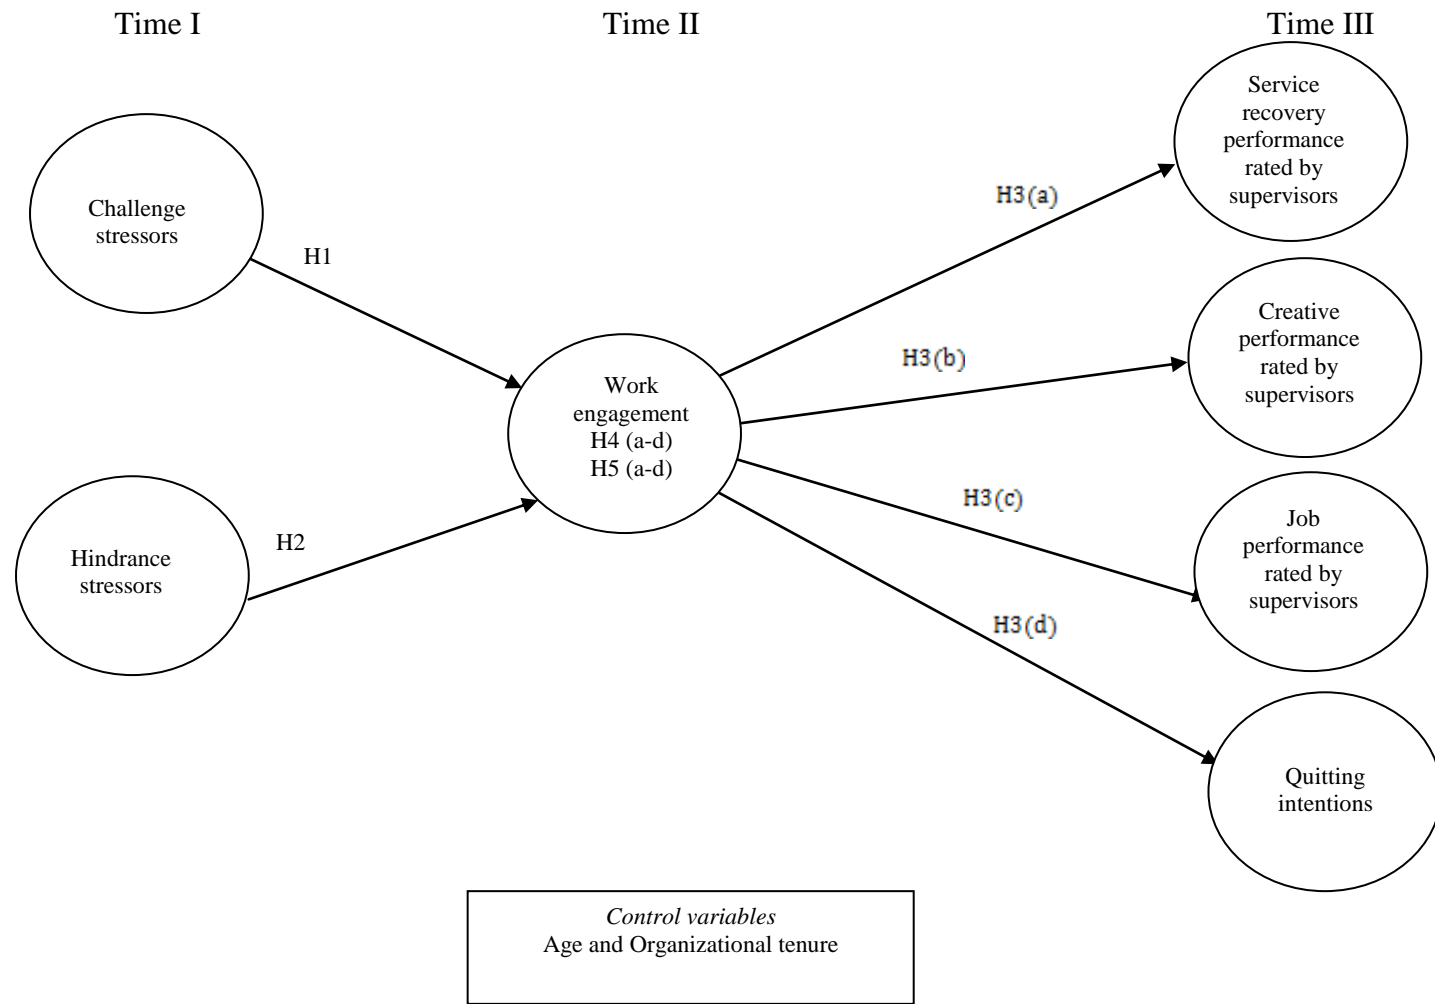 Time I
Time II
Time III
Challenge
stressors
H1
Hindrance
stressors
H2
Work
engagement
H4 (a-d)
H5 (a-d)
H3(a)
H3(b)
H3(c)
H3(d)
Service
recovery
performance
rated by
supervisors
Creative
performance
rated by
supervisors
Job
performance
rated by
supervisors
Quitting
intentions
Control variables
Age and Organizational tenure